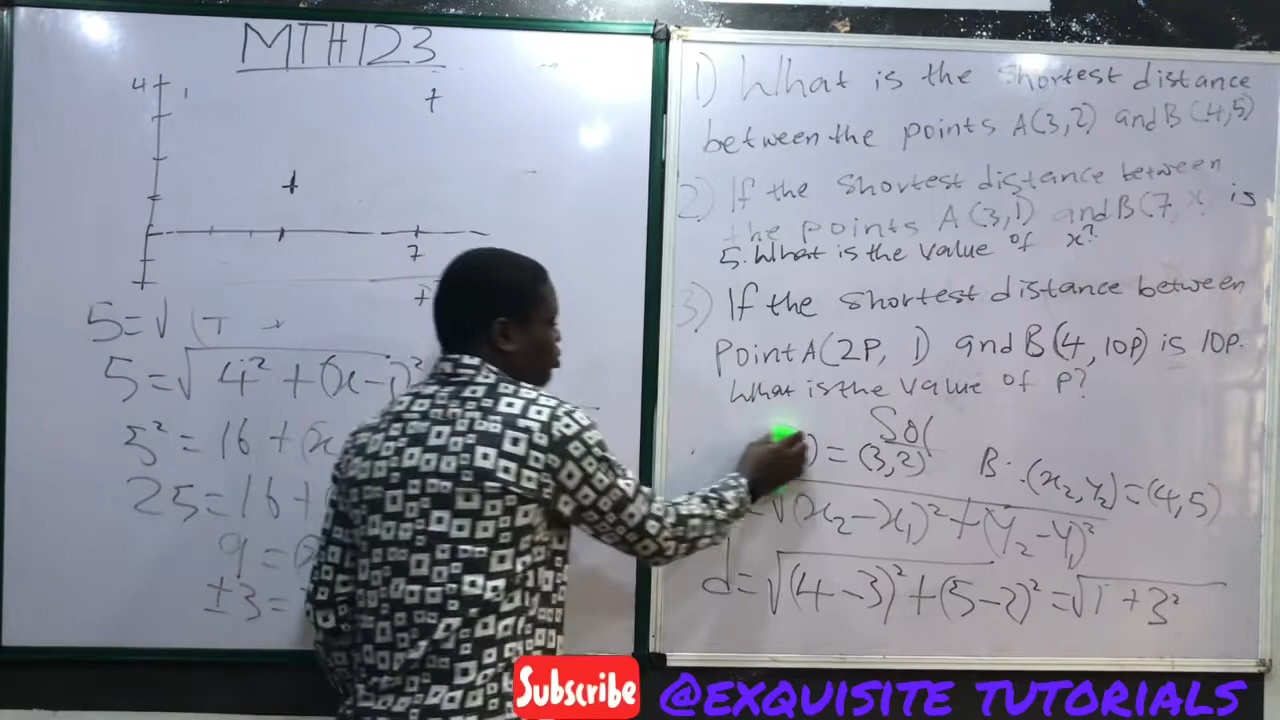 MTH123
4
7
7
5=√(7
5=√4²+(x-1)²
5² = 16 +(x
25=16+
9=(x
±3=
1) What is the shortest distance
between the points A(3,2) and B(4,5)
2) If the shortest distance between
the points A(3,1) and B(7,x is
5. What is the value of x?
3) If the shortest distance between
point A(2P, 1) and B(4,10P) is 10P.
What is the value of P?
Sol
) = (3,2) B:(x₂,y₂)=(4,5)
=√(x₂-x₁)²+(y₂-y₁)²
d=√(4-3)²+(5-2)²=√1+3²
Subscribe @EXQUISITE TUTORIALS